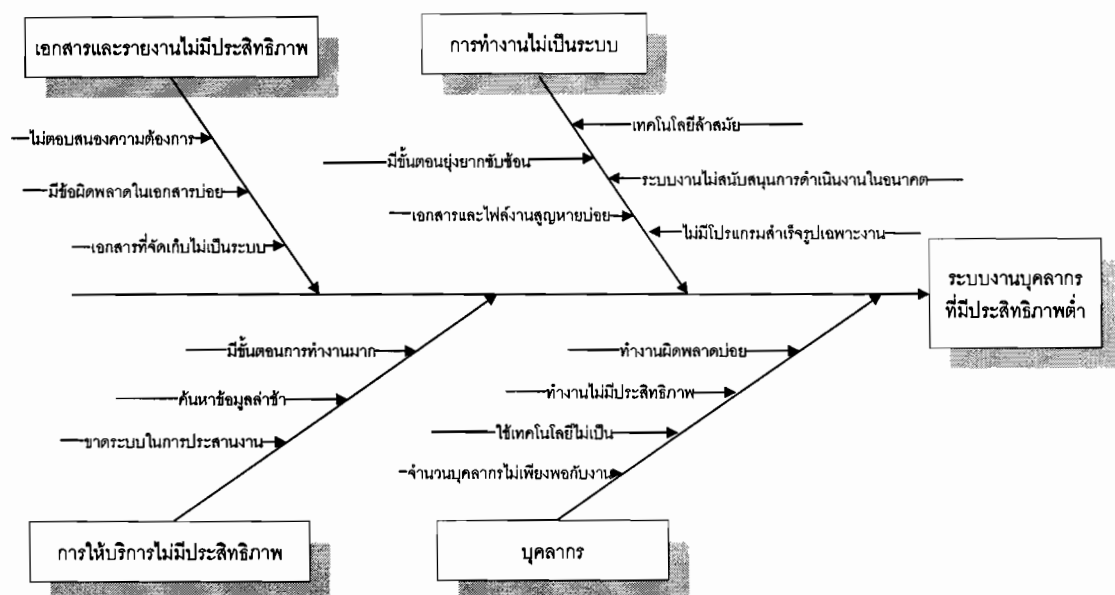 เอกสารและรายงานไม่มีประสิทธิภาพ
การทำงานไม่เป็นระบบ
ไม่ตอบสนองความต้องการ
มีข้อผิดพลาดในเอกสารบ่อย
เอกสารที่จัดเก็บไม่เป็นระบบ
เทคโนโลยีล้าสมัย
มีขั้นตอนยุ่งยากซับซ้อน
ระบบงานไม่สนับสนุนการดำเนินงานในอนาคต
เอกสารและไฟล์งานสูญหายบ่อย
ไม่มีโปรแกรมสำเร็จรูปเฉพาะงาน
ระบบงานบุคลากร
ที่มีประสิทธิภาพต่ำ
มีขั้นตอนการทำงานมาก
ค้นหาข้อมูลล่าช้า
ขาดระบบในการประสานงาน
ทำงานผิดพลาดบ่อย
ทำงานไม่มีประสิทธิภาพ
ใช้เทคโนโลยีไม่เป็น
จำนวนบุคลากรไม่เพียงพอกับงาน
การให้บริการไม่มีประสิทธิภาพ
บุคลากร